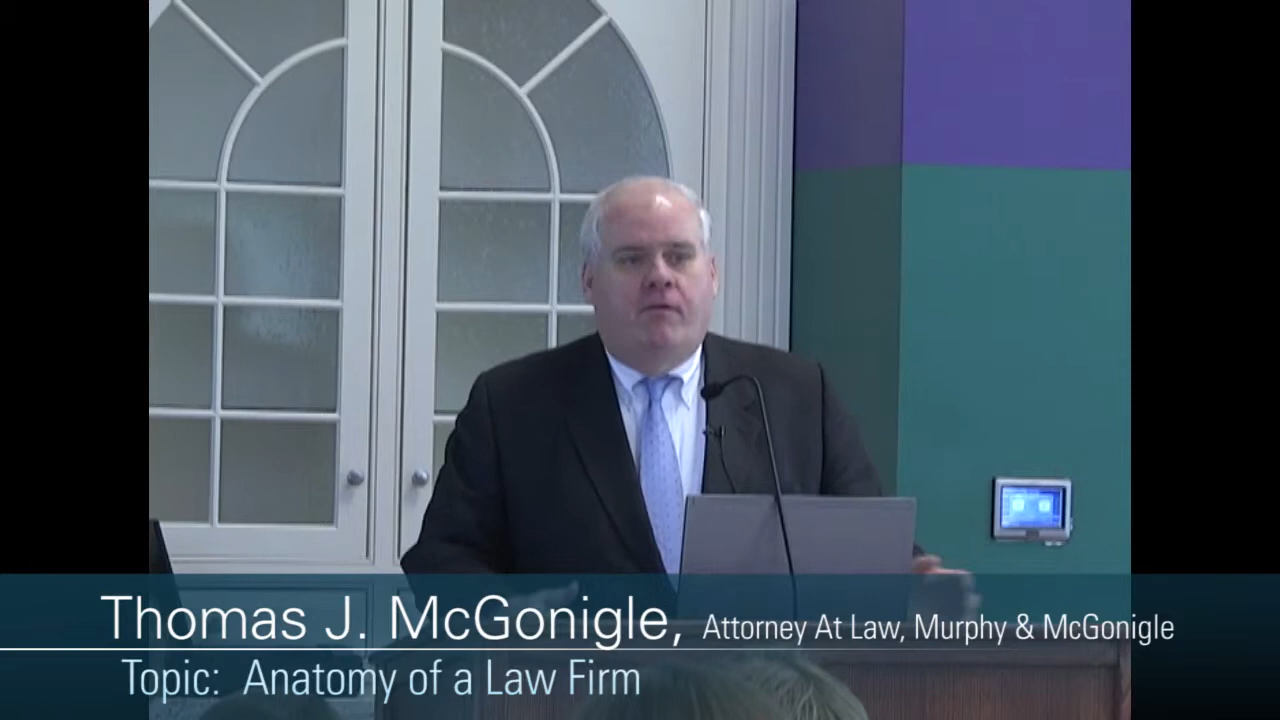 Thomas J. McGonigle, Attorney At Law, Murphy & McGonigle
Topic: Anatomy of a Law Firm